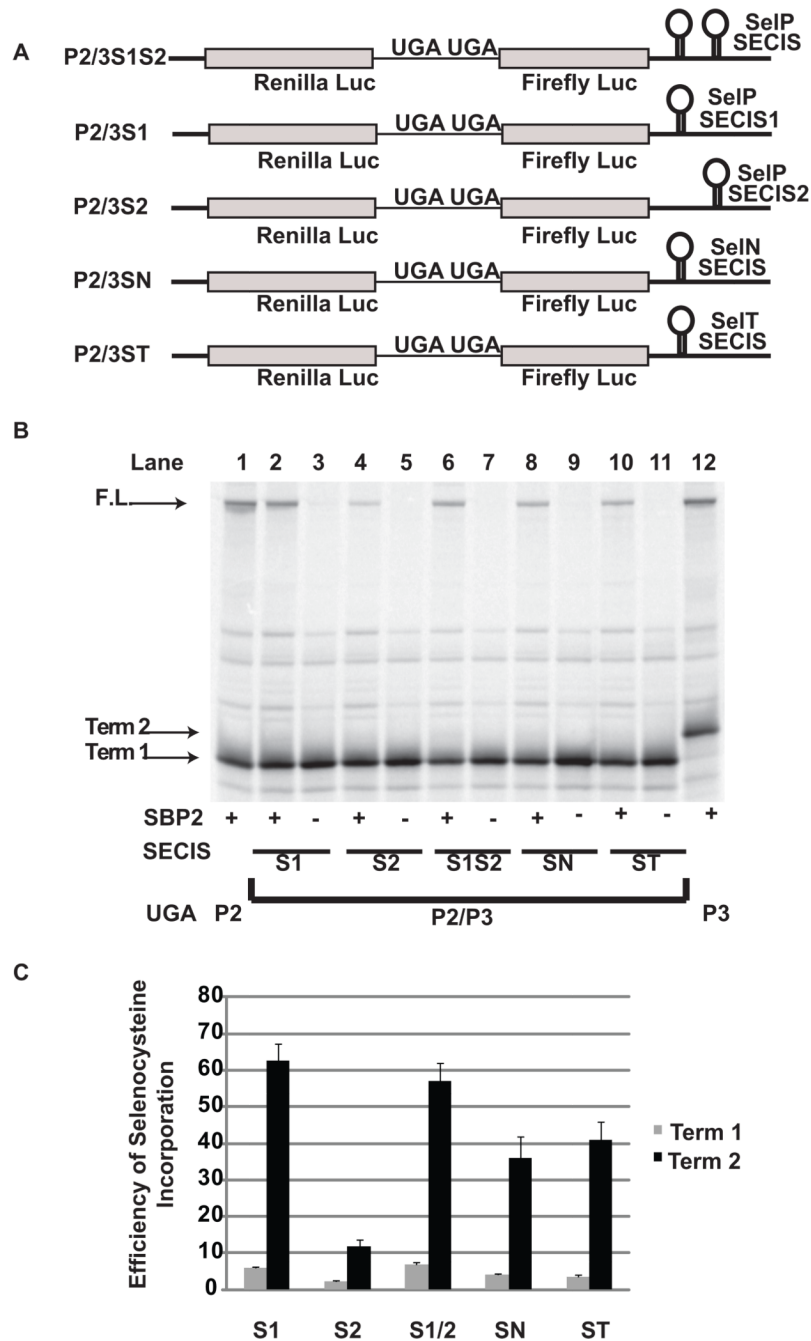 A
P2/3S1S2
UGA UGA
SelP
SECIS
Renilla Luc
Firefly Luc
P2/3S1
UGA UGA
SelP
SECIS1
Renilla Luc
Firefly Luc
P2/3S2
UGA UGA
SelP
SECIS2
Renilla Luc
Firefly Luc
P2/3SN
UGA UGA
SelN
SECIS
Renilla Luc
Firefly Luc
P2/3ST
UGA UGA
SelT
SECIS
Renilla Luc
Firefly Luc
B
Lane 1 2 3 4 5 6 7 8 9 10 11 12
F.L.
Term 2
Term 1
SBP2 + + - + - + - + - + - +
SECIS S1 S2 S1S2 SN ST
UGA P2 P2/P3 P3
C
Efficiency of Selenocysteine
Incorporation
80
70
60
50
40
30
20
10
0
S1 S2 S1/2 SN ST
Term 1
Term 2